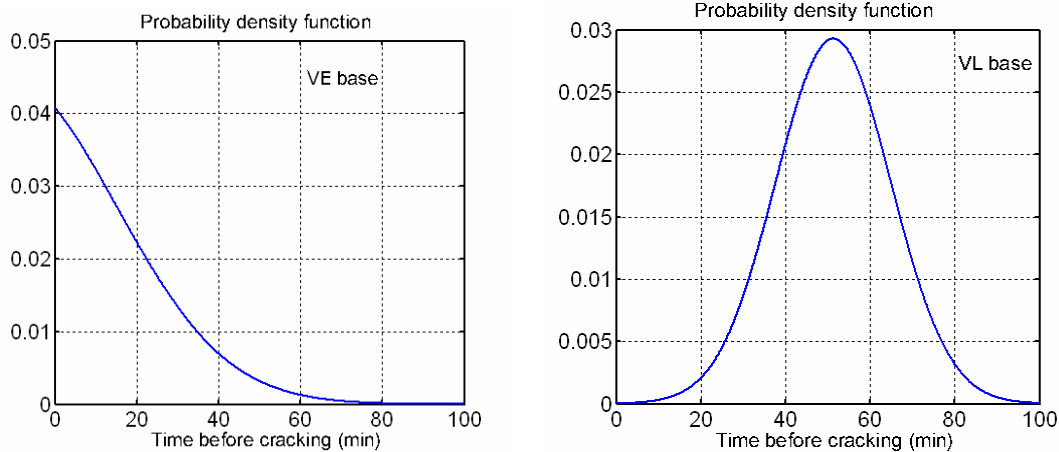 Probability density function
0.05
0.04
0.03
0.02
0.01
0
VE base
0 20 40 60 80 100
Time before cracking (min)
Probability density function
0.03
0.025
0.02
0.015
0.01
0.005
0
VL base
0 20 40 60 80 100
Time before cracking (min)